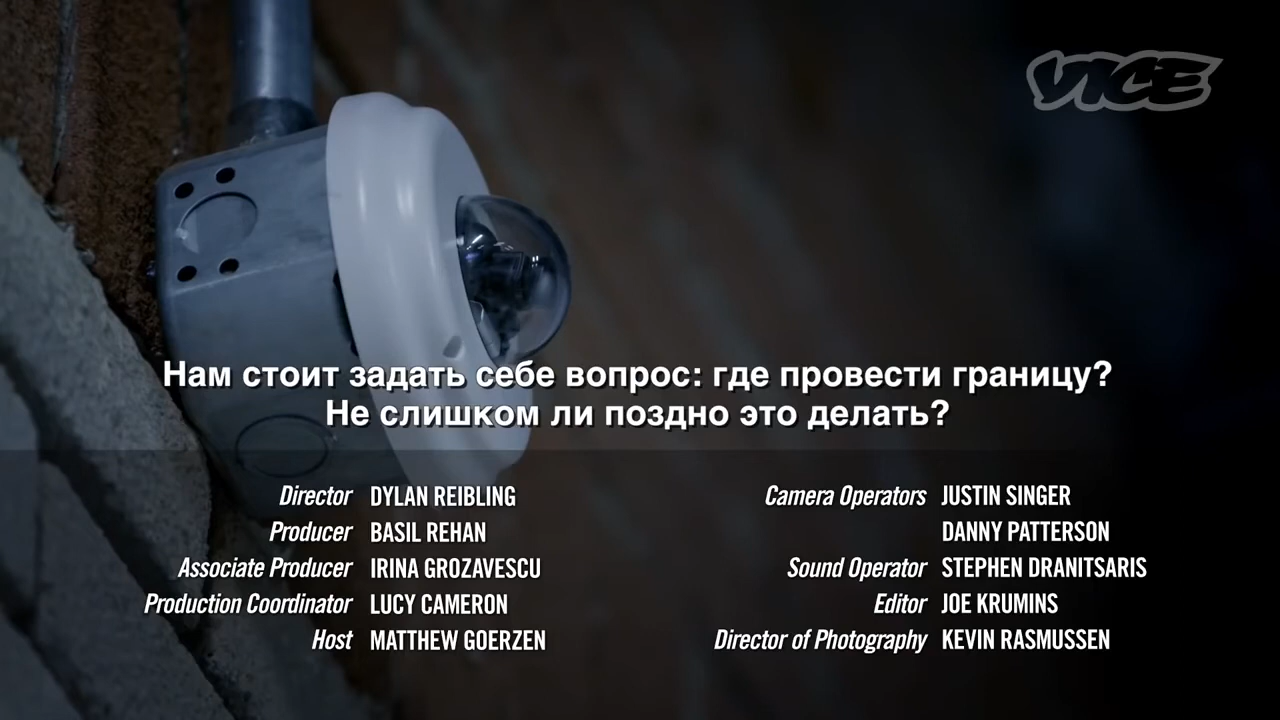 VICE
Нам стоит задать себе вопрос: где провести границу?
Не слишком ли поздно это делать?
Director DYLAN REIBLING
Producer BASIL REHAN
Associate Producer IRINA GROZAVESCU
Production Coordinator LUCY CAMERON
Host MATTHEW GOERZEN
Camera Operators JUSTIN SINGER
DANNY PATTERSON
Sound Operator STEPHEN DRANITSARIS
Editor JOE KRUMINS
Director of Photography KEVIN RASMUSSEN